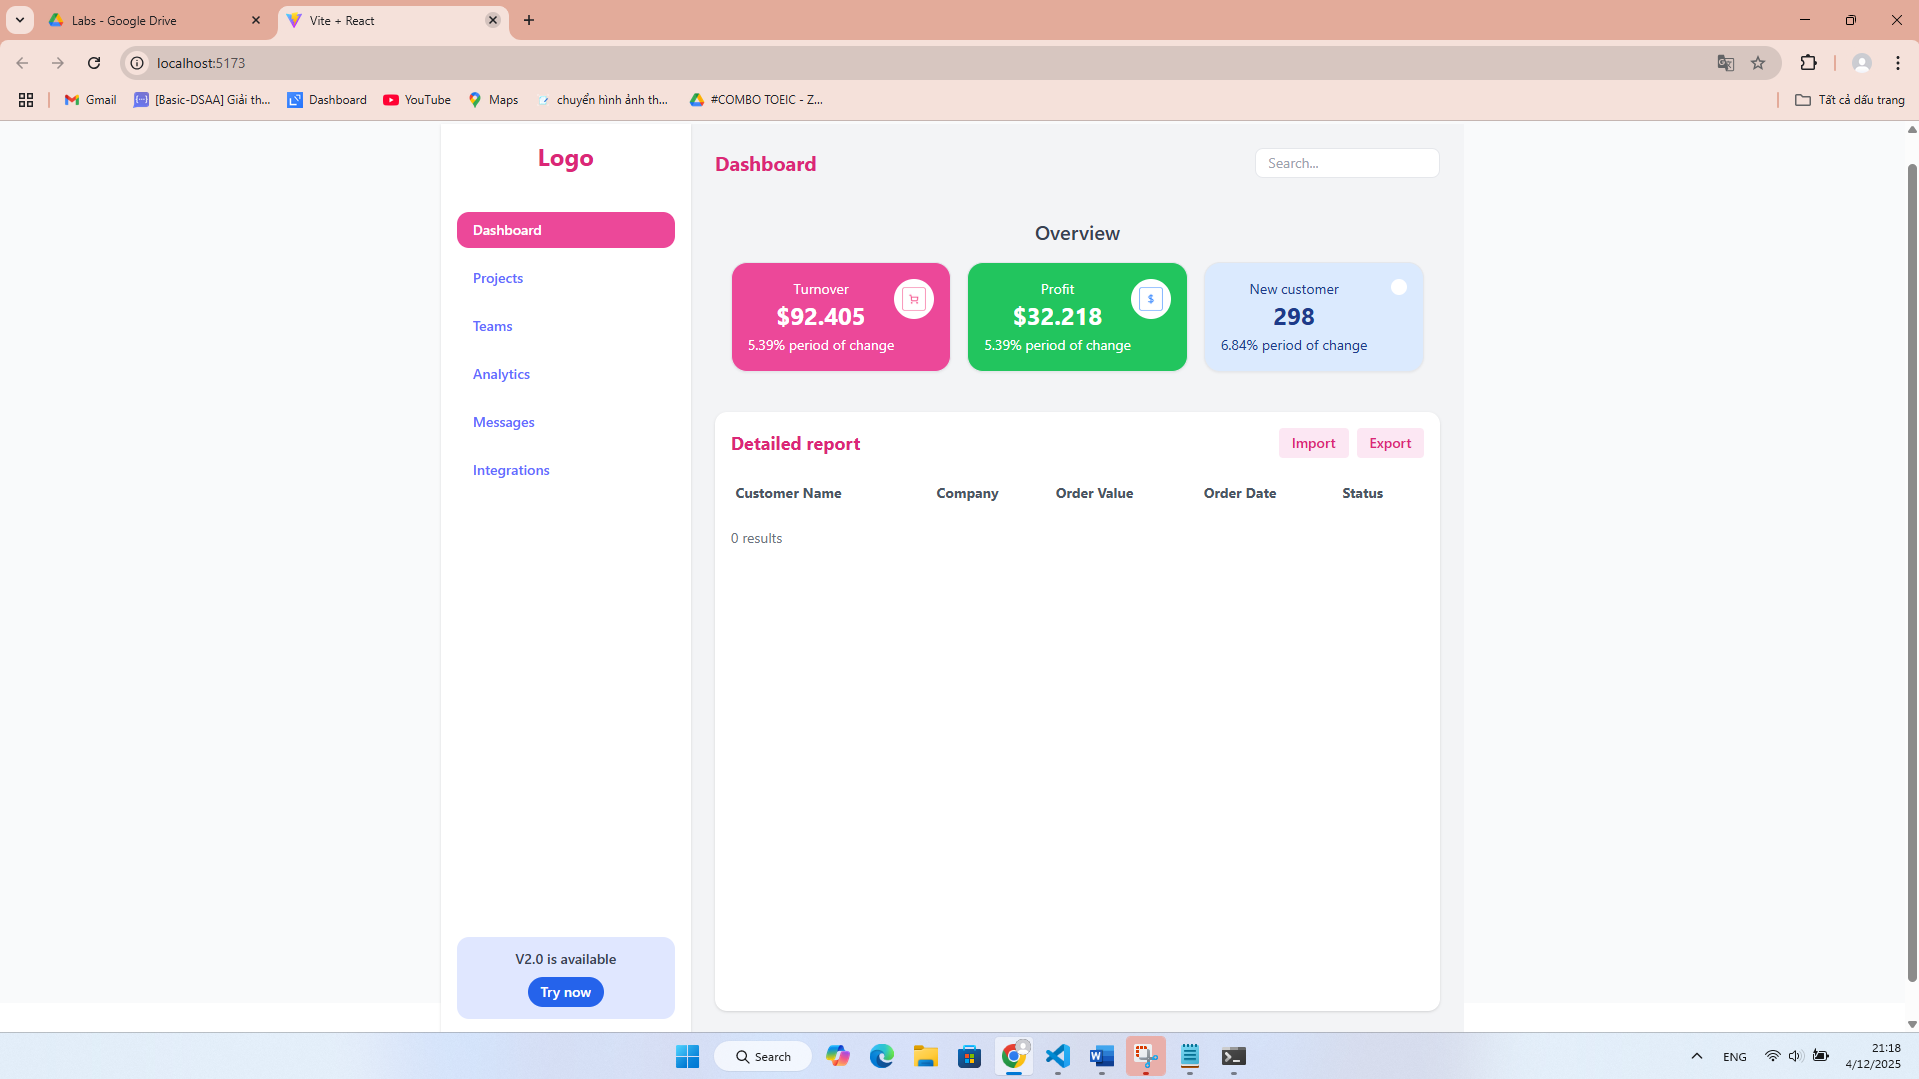 Labs - Google Drive
Vite + React
localhost:5173
Gmail
[Basic-DSAA] Giải th...
Dashboard
YouTube
Maps
chuyển hình ảnh th...
#COMBO TOEIC - Z...
Tất cả dấu trang
Logo
Dashboard
Projects
Teams
Analytics
Messages
Integrations
V2.0 is available
Try now
Dashboard
Search...
Overview
Turnover
$92.405
5.39% period of change
Profit
$32.218
5.39% period of change
$
New customer
298
6.84% period of change
Detailed report
Import
Export
Customer Name Company Order Value Order Date Status
0 results
Search
ENG
21:18
4/12/2025